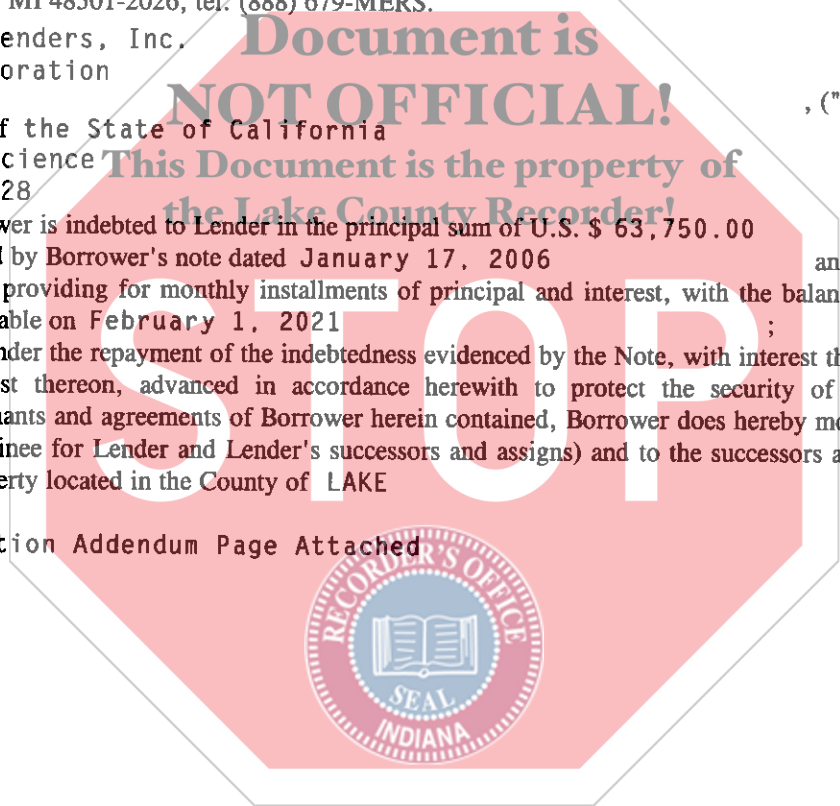 MI 48501-2026, tel. (888) 679-MERS.
enders, Inc.
Document is
oration
NOT OFFICIAL!
, ("
f the State of California
cience
This Document is the property of
28
the Lake County Recorder!
wer is indebted to Lender in the principal sum of U.S. $ 63,750.00
by Borrower's note dated January 17, 2006 an
providing for monthly installments of principal and interest, with the balan
able on February 1, 2021 ;
nder the repayment of the indebtedness evidenced by the Note, with interest th
st thereon, advanced in accordance herewith to protect the security of
nants and agreements of Borrower herein contained, Borrower does hereby mo
inee for Lender and Lender's successors and assigns) and to the successors a
erty located in the County of LAKE
STOP
tion Addendum Page Attached
RECORDER'S OFFICE
SEAL
INDIANA